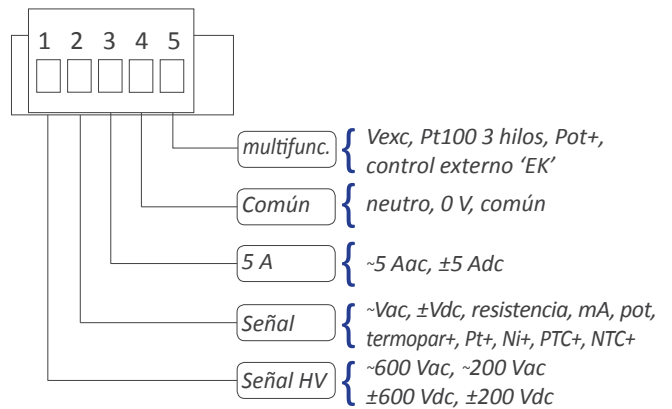 1 2 3 4 5
multifunc. { Vexc, Pt100 3 hilos, Pot+,
control externo ‘EK’
Común { neutro, 0 V, común
5 A { ~5 Aac, ±5 Adc
Señal { ~Vac, ±Vdc, resistencia, mA, pot,
termopar+, Pt+, Ni+, PTC+, NTC+
Señal HV { ~600 Vac, ~200 Vac
±600 Vdc, ±200 Vdc